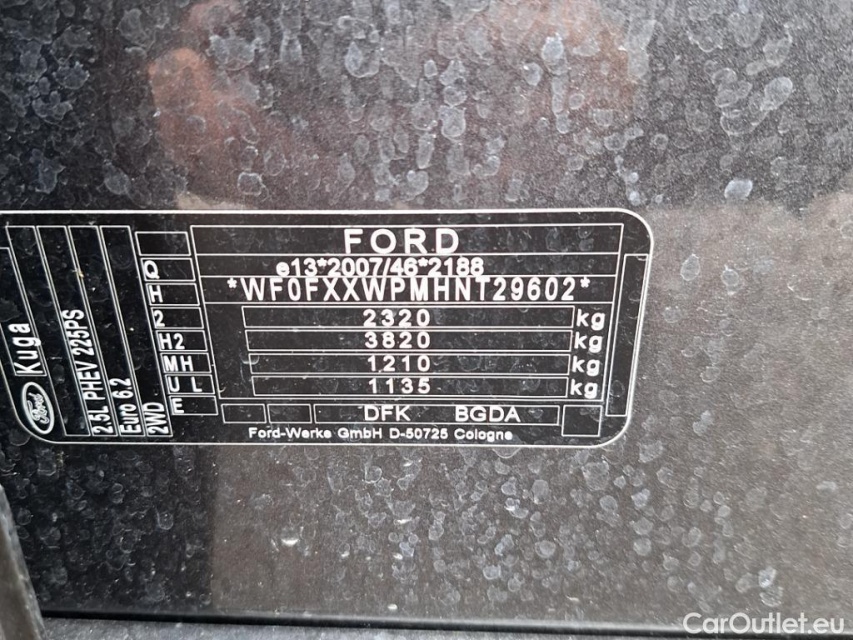 FORD
e13*2007/46*2188
*WF0FXXWPMHNT29602*
2320 kg
3820 kg
1210 kg
1135 kg
DFK BGDA
Ford-Werke GmbH D-50725 Cologne
Q
H
2
H2
MH
U L
E
Ford Kuga
2.5L PHEV 225PS
Euro 6.2
2WD
CarOutlet.eu